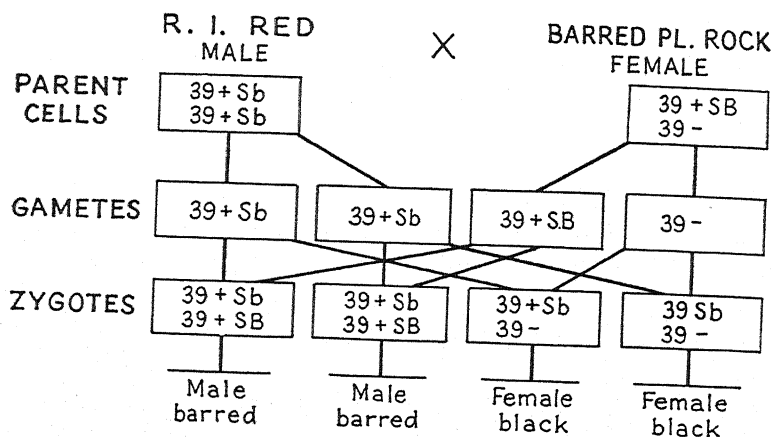 R. I. RED
MALE
X
BARRED PL. ROCK
FEMALE
PARENT
CELLS
39 + Sb
39 + Sb
39 + SB
39 -
GAMETES
39 + Sb
39 + Sb
39 + S.B
39 -
ZYGOTES
39 + Sb
39 + SB
39 + Sb
39 + SB
39 + Sb
39 -
39 Sb
39 -
Male
barred
Male
barred
Female
black
Female
black